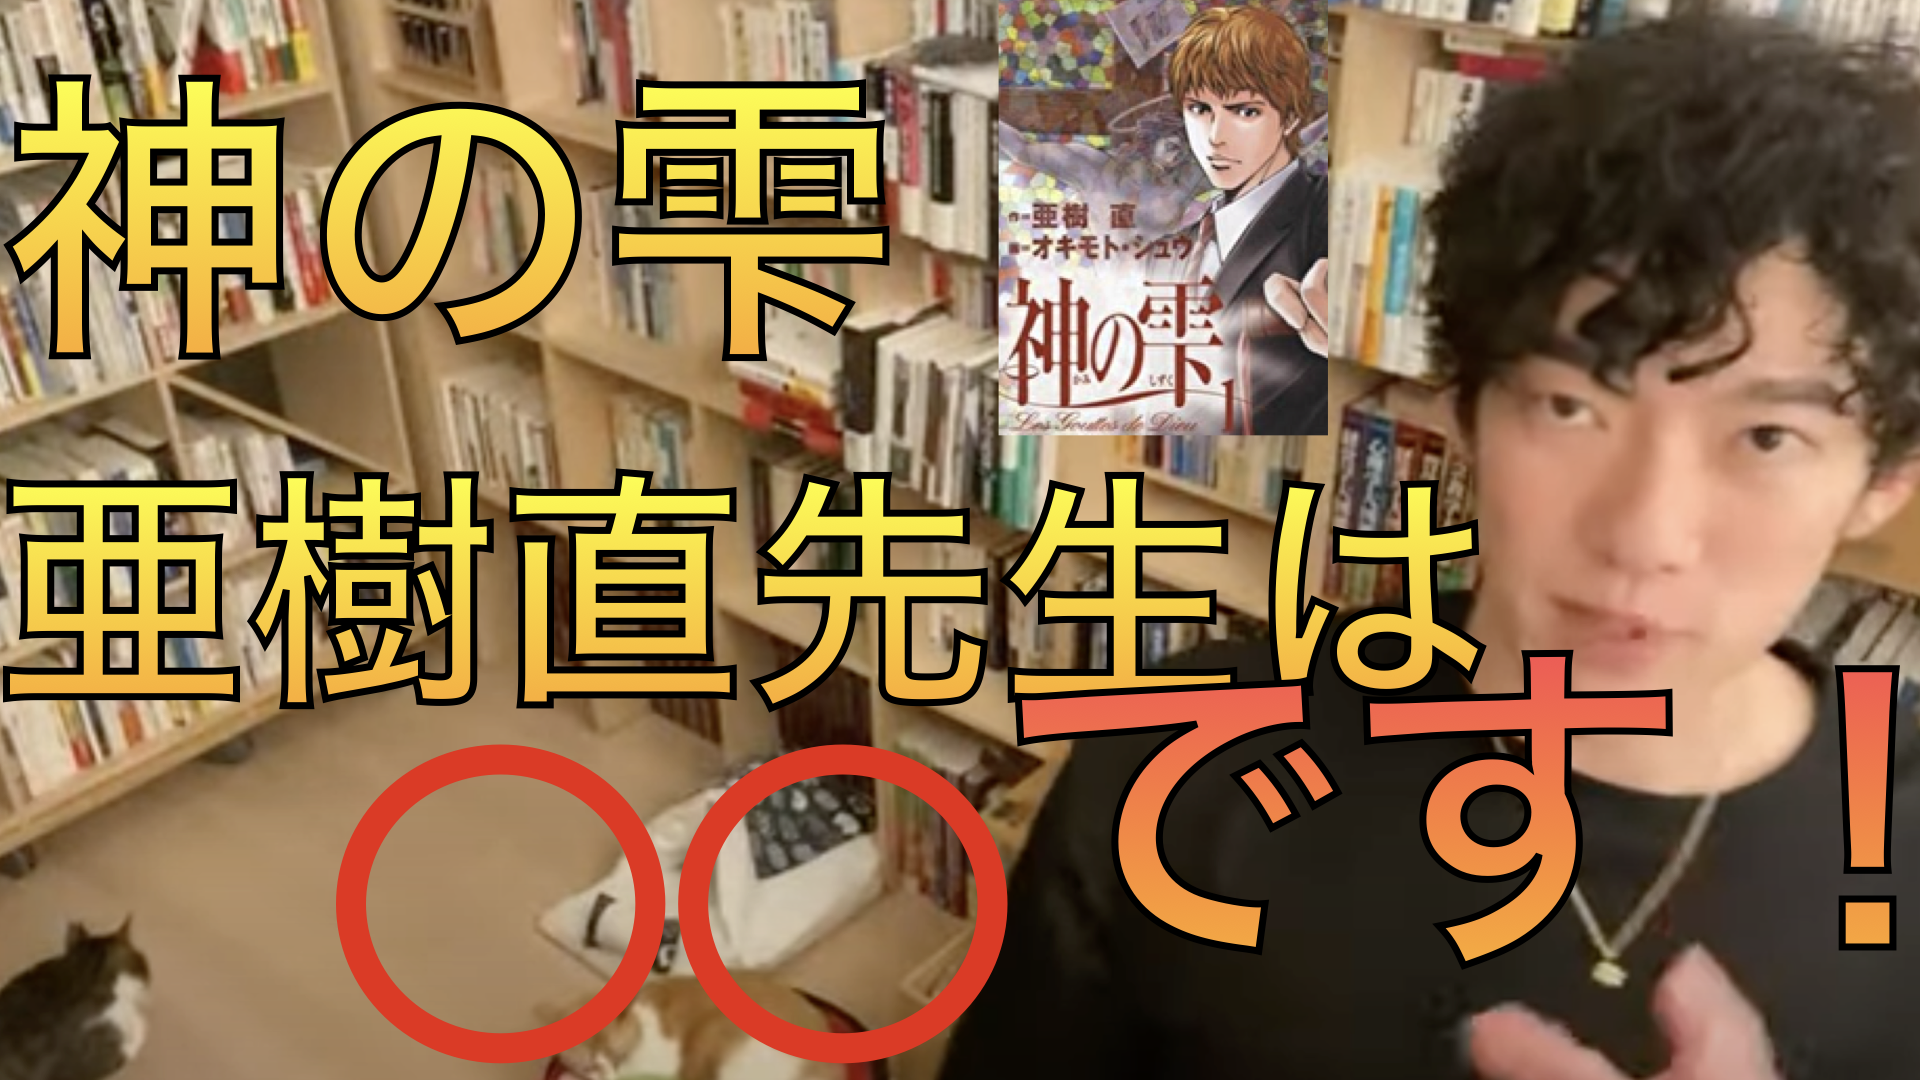 神の雫
亜樹直先生は
〇〇です！
作=亜樹 直
画=オキモト・シュウ
神の雫
かみ しずく
1
Les Gouttes de Dieu